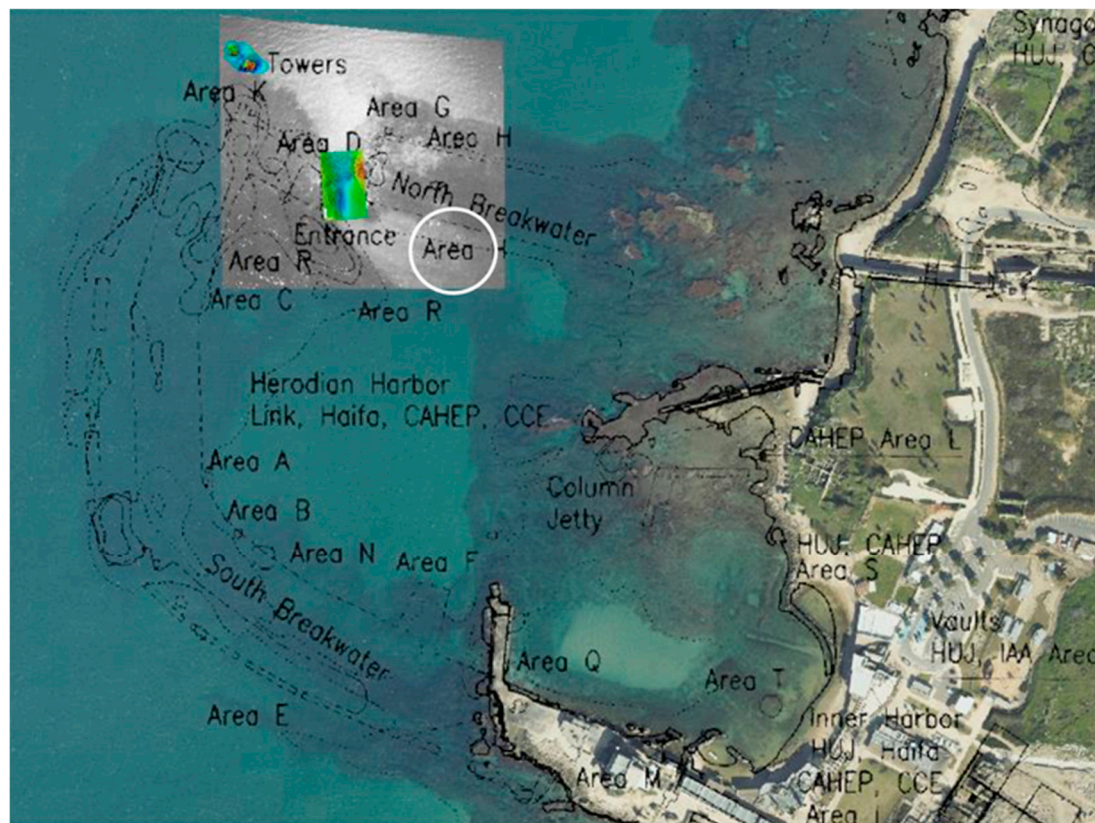 Synago
HUJ, C
Towers
Area K
Area G
Area D
Area H
North Breakwater
Entrance
Area
Area R
Area C
Area R
Herodian Harbor
Link, Haifa, CAHEP, CCE
CAHEP Area L
Area A
Column
Jetty
Area B
Area N
Area F
HUJ, CAHEP
Area S
South Breakwater
Vaults
HUJ, IAA Area
Area Q
Area T
Area E
Inner Harbor
HUJ, Haifa
CAHEP, CCE
Area I
Area M